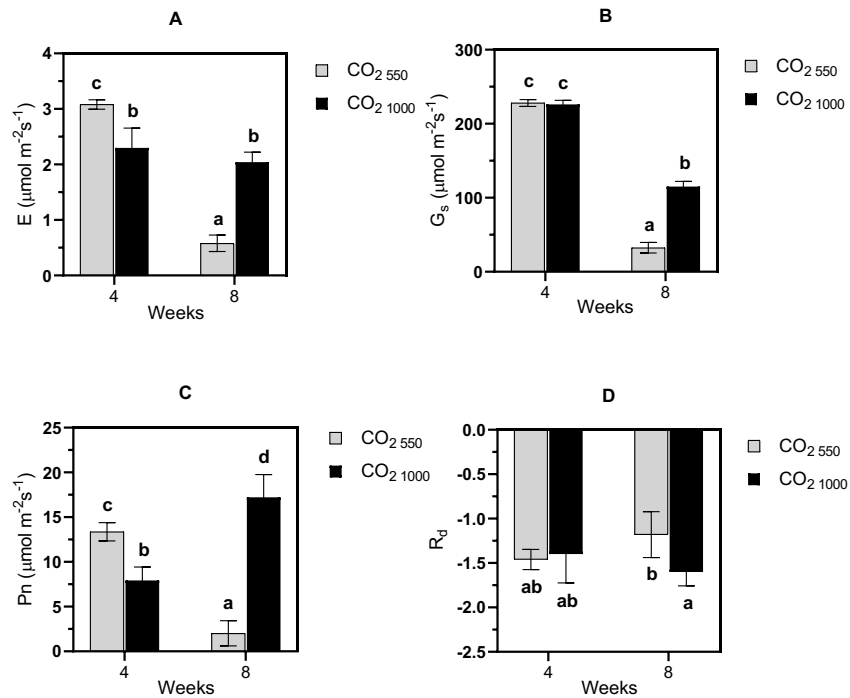 A
E (µmol m⁻²s⁻¹)
4
3
2
1
0
c
b
a
b
4
8
Weeks
CO₂ ₅₅₀
CO₂ ₁₀₀₀
B
Gₛ (µmol m⁻²s⁻¹)
300
200
100
0
c
c
a
b
4
8
Weeks
CO₂ ₅₅₀
CO₂ ₁₀₀₀
C
Pn (µmol m⁻²s⁻¹)
25
20
15
10
5
0
c
b
a
d
4
8
Weeks
CO₂ ₅₅₀
CO₂ ₁₀₀₀
D
R_d
0.0
-0.5
-1.0
-1.5
-2.0
-2.5
ab
ab
b
a
4
8
Weeks
CO₂ ₅₅₀
CO₂ ₁₀₀₀